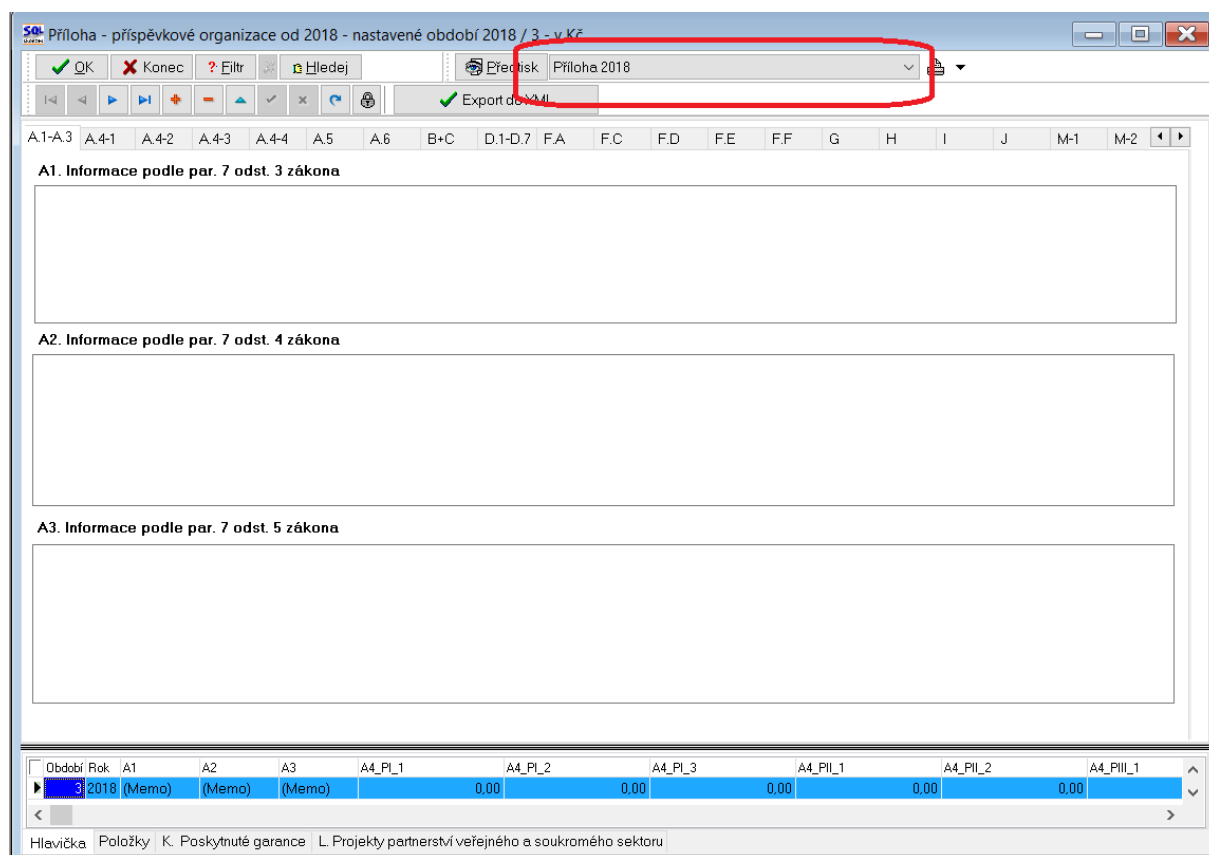 SQL Příloha - příspěvkové organizace od 2018 - nastavené období 2018 / 3 - v Kč
OK Konec ? Filtr Hledej Předtisk Příloha 2018
Export do XML
A.1-A.3 A.4-1 A.4-2 A.4-3 A.4-4 A.5 A.6 B+C D.1-D.7 F.A F.C F.D F.E F.F G H I J M-1 M-2
A1. Informace podle par. 7 odst. 3 zákona
A2. Informace podle par. 7 odst. 4 zákona
A3. Informace podle par. 7 odst. 5 zákona
Období Rok A1 A2 A3 A4_PI_1 A4_PI_2 A4_PI_3 A4_PII_1 A4_PII_2 A4_PIII_1
3 2018 (Memo) (Memo) (Memo) 0,00 0,00 0,00 0,00 0,00
Hlavička Položky K. Poskytnuté garance L. Projekty partnerství veřejného a soukromého sektoru